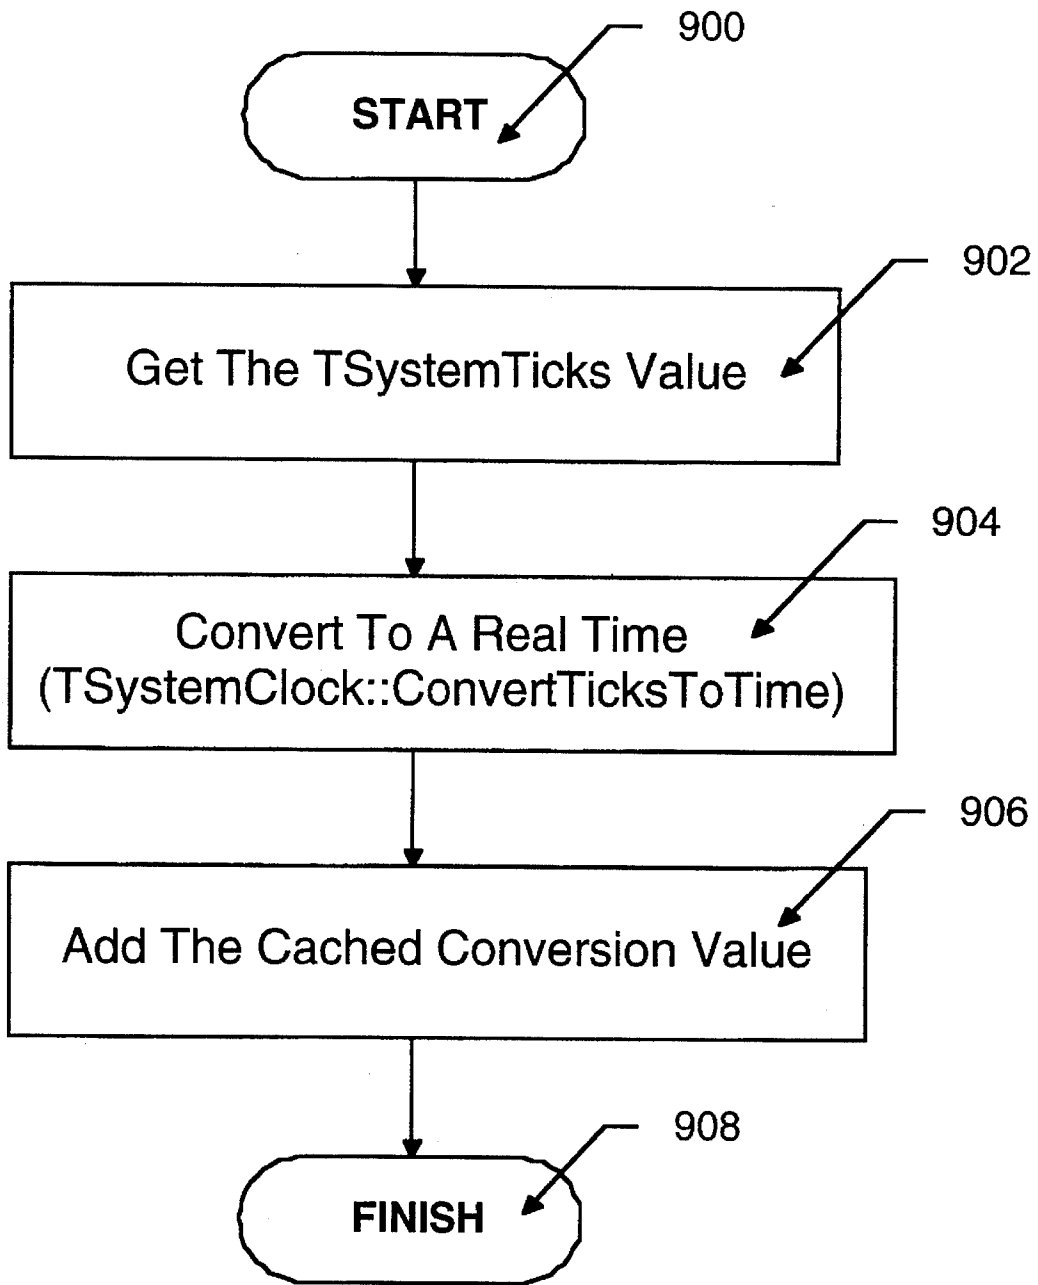 900
START
902
Get The TSystemTicks Value
904
Convert To A Real Time
(TSystemClock::ConvertTicksToTime)
906
Add The Cached Conversion Value
908
FINISH